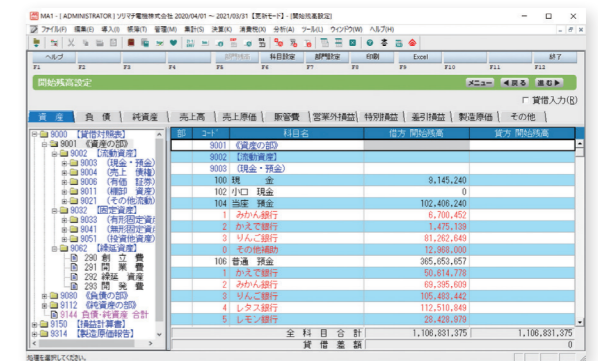 MA1 - [ ADMINISTRATOR ] ソリマチ電機株式会社 2020/04/01 ～ 2021/03/31 【更新モード】 - [開始残高設定]
ファイル(F) 編集(E) 導入(I) 帳簿(T) 管理(M) 集計(S) 決算(K) 消費税(X) 分析(A) ツール(L) ウィンドウ(W) ヘルプ(H)
ヘルプ 部門残高 科目設定 部門設定 印刷 Excel 終了
F1 F2 F3 F4 F5 F6 F7 F8 F9 F10 F11 F12
開始残高設定 メニュー ◀戻る 進む▶
貸借入力(R)
資 産 負 債 純資産 売上高 売上原価 販管費 営業外損益 特別損益 差引損益 製造原価 その他
9000 【貸借対照表】
9001 《資産の部》
9002 【流動資産】
9003 (現金・預金)
9004 (売上 債権)
9006 (有価 証券)
9011 (棚卸 資産)
9021 (その他流動)
9032 【固定資産】
9033 (有形固定資
9041 (無形固定資
9051 (投資他資産)
9062 【繰延資産】
290 創 立 費
291 開 業 費
292 繰延 資産
293 開 発 費
9080 《負債の部》
9112 《純資産の部》
9144 負債・純資産 合計
9150 【損益計算書】
9314 【製造原価報告】
部 コード 科目名 借方 開始残高 貸方 開始残高
9001 《資産の部》
9002 【流動資産】
9003 (現金・預金)
100 現 金 9,145,240
102 小口 現金 0
104 当座 預金 102,406,240
1 みかん銀行 6,700,452
2 かえで銀行 1,475,139
3 りんご銀行 81,262,649
0 その他補助 12,968,000
106 普通 預金 365,653,657
1 かえで銀行 50,614,778
2 みかん銀行 69,395,609
3 りんご銀行 105,483,442
4 レタス銀行 112,510,849
5 レモン銀行 28,428,979
全 科 目 合 計 1,106,831,375 1,106,831,375
貸 借 差 額 0
処理を選択してください。